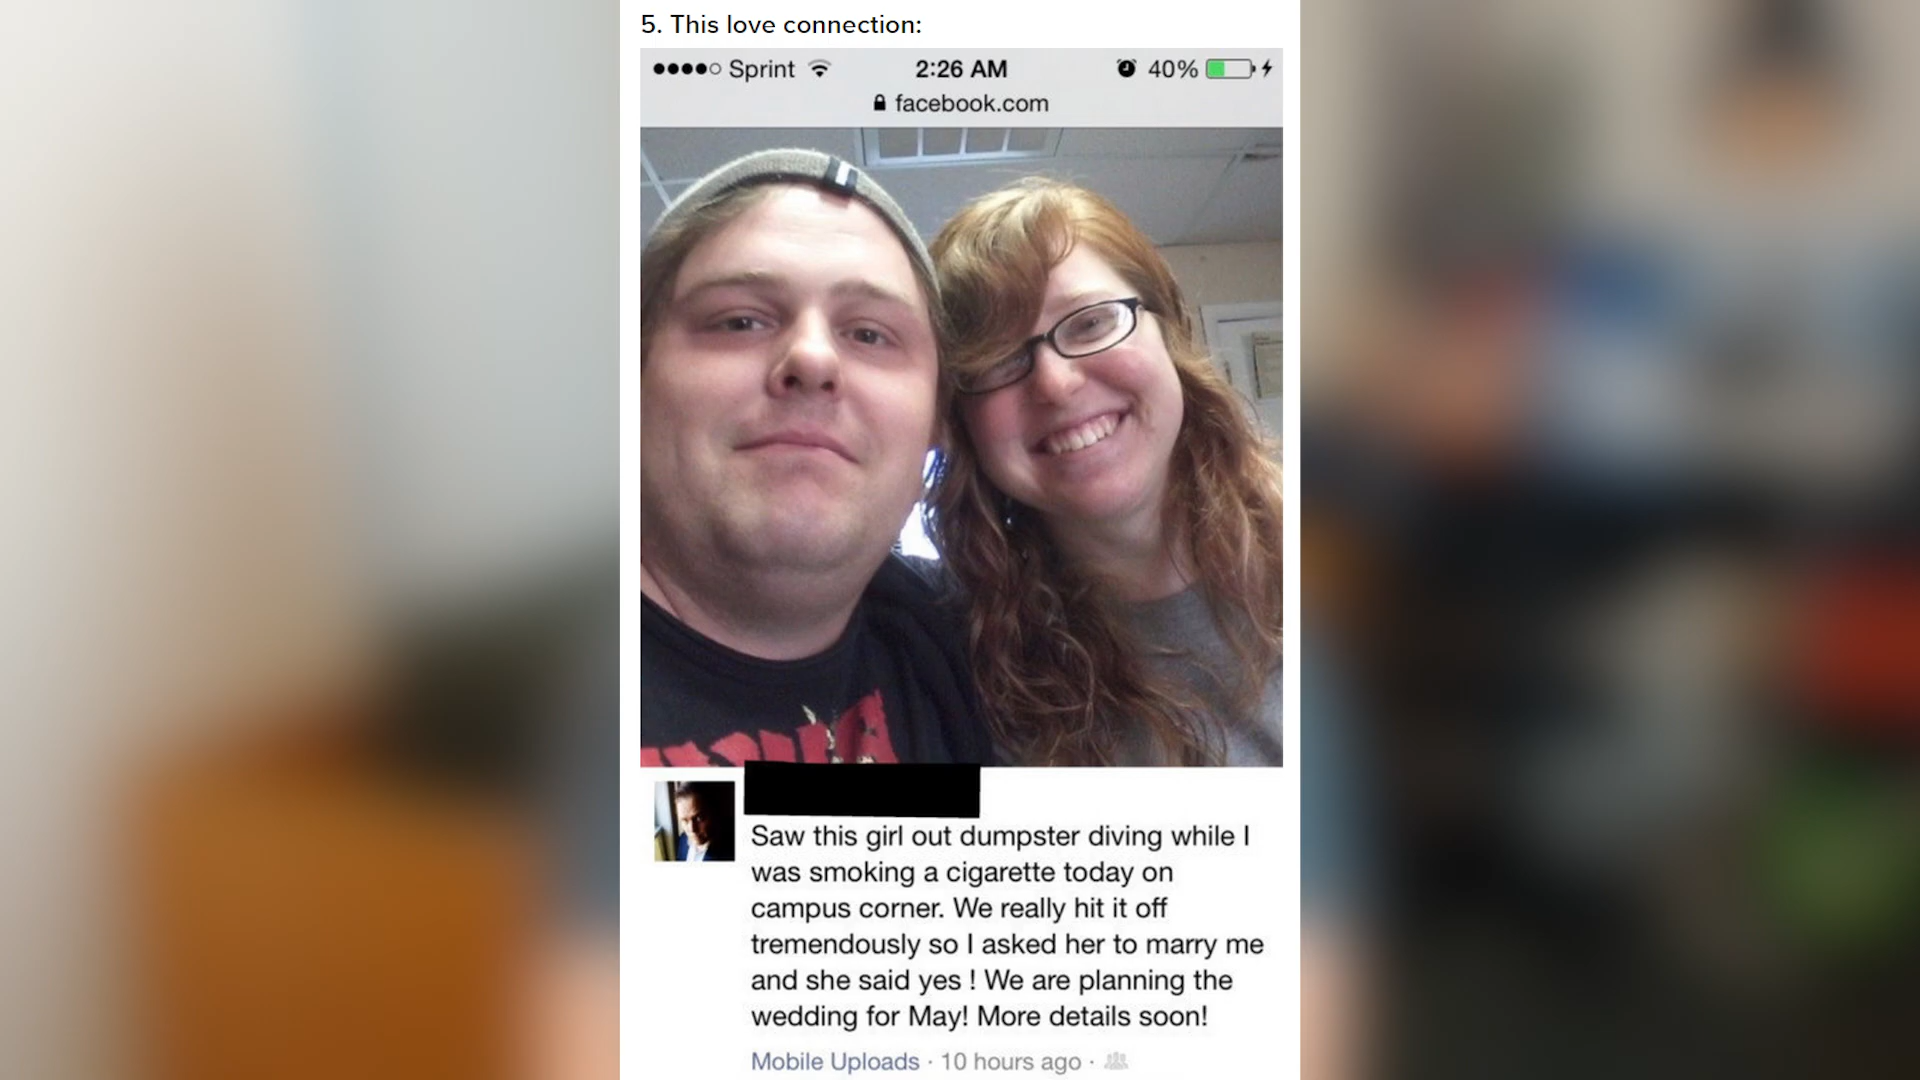 5. This love connection:
Sprint 2:26 AM 40%
facebook.com
Saw this girl out dumpster diving while I
was smoking a cigarette today on
campus corner. We really hit it off
tremendously so I asked her to marry me
and she said yes ! We are planning the
wedding for May! More details soon!
Mobile Uploads · 10 hours ago ·